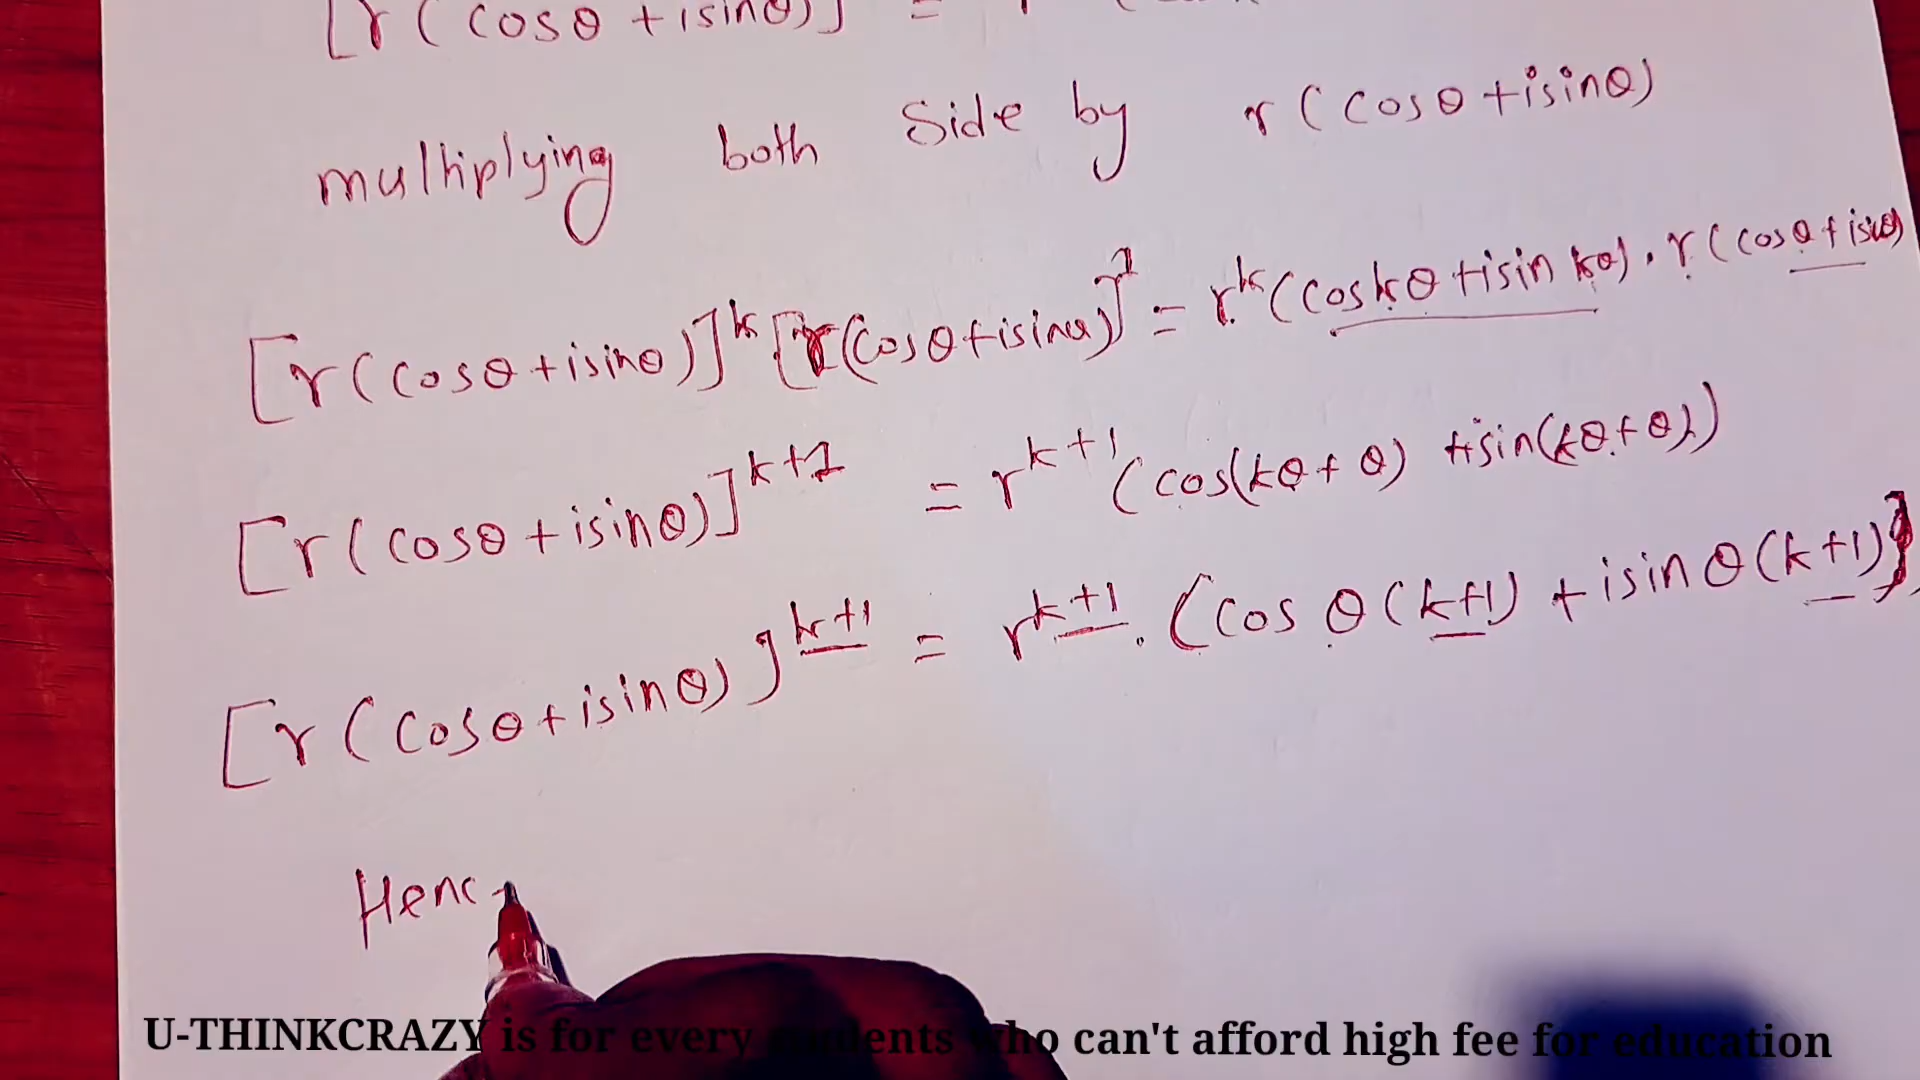 [r(cosθ+isinθ)] =
multiplying both side by r(cosθ+isinθ)
[r(cosθ+isinθ)]^k [r(cosθ+isinθ)]^1 = r^k(coskθ+isin kθ).r(cosθ+isinθ)
[r(cosθ+isinθ)]^k+1 = r^k+1(cos(kθ+θ) +isin(kθ+θ))
[r(cosθ+isinθ)]^k+1 = r^k+1.(cos θ(k+1) +isinθ(k+1)}
Henc
U-THINKCRAZY is for every students who can't afford high fee for education